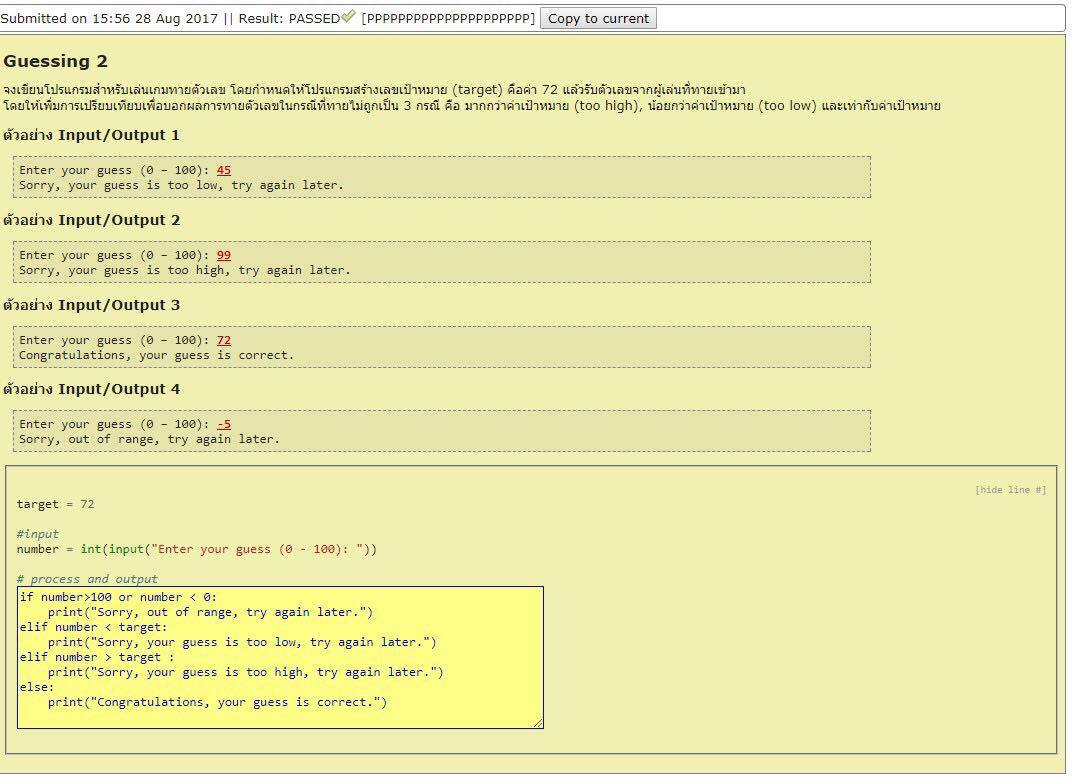 Submitted on 15:56 28 Aug 2017 || Result: PASSED [PPPPPPPPPPPPPPPPPPPPP] Copy to current
Guessing 2
จงเขียนโปรแกรมสำหรับเล่นเกมทายตัวเลข โดยกำหนดให้โปรแกรมสร้างเลขเป้าหมาย (target) คือค่า 72 แล้วรับตัวเลขจากผู้เล่นที่ทายเข้ามา
โดยให้เพิ่มการเปรียบเทียบเพื่อบอกผลการทายตัวเลขในกรณีที่ทายไม่ถูกเป็น 3 กรณี คือ มากกว่าค่าเป้าหมาย (too high), น้อยกว่าค่าเป้าหมาย (too low) และเท่ากับค่าเป้าหมาย
ตัวอย่าง Input/Output 1
Enter your guess (0 - 100): 45
Sorry, your guess is too low, try again later.
ตัวอย่าง Input/Output 2
Enter your guess (0 - 100): 99
Sorry, your guess is too high, try again later.
ตัวอย่าง Input/Output 3
Enter your guess (0 - 100): 72
Congratulations, your guess is correct.
ตัวอย่าง Input/Output 4
Enter your guess (0 - 100): -5
Sorry, out of range, try again later.
[hide line #]
target = 72
#input
number = int(input("Enter your guess (0 - 100): "))
# process and output
if number>100 or number < 0:
    print("Sorry, out of range, try again later.")
elif number < target:
    print("Sorry, your guess is too low, try again later.")
elif number > target :
    print("Sorry, your guess is too high, try again later.")
else:
    print("Congratulations, your guess is correct.")